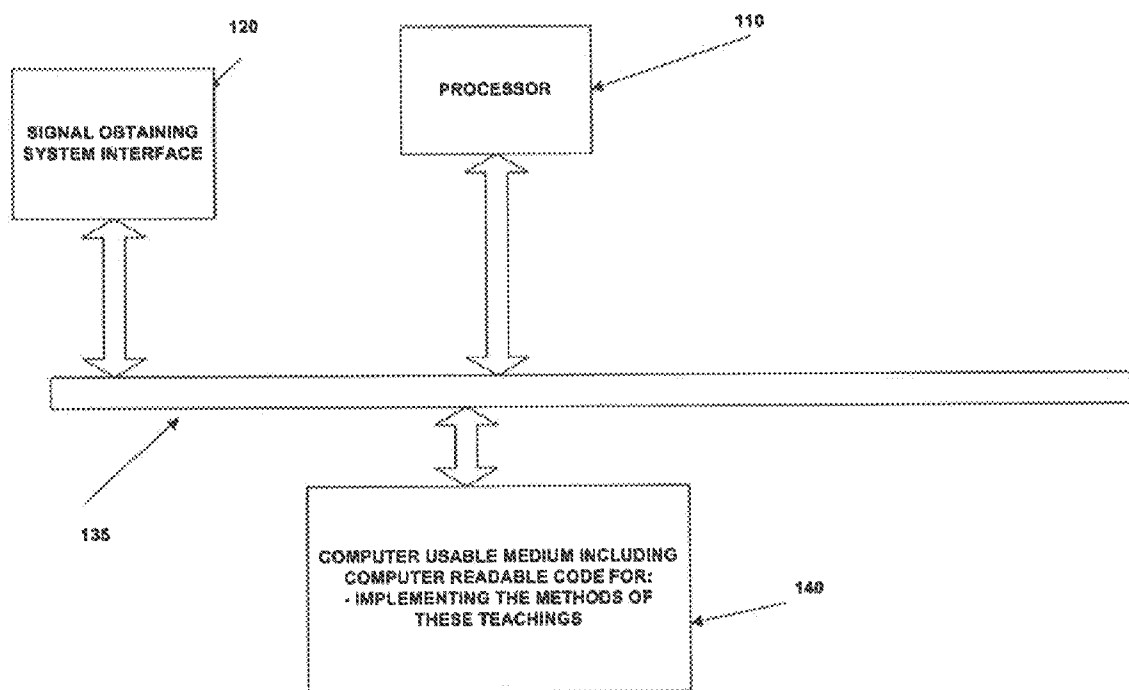 120
110
PROCESSOR
SIGNAL OBTAINING
SYSTEM INTERFACE
135
COMPUTER USABLE MEDIUM INCLUDING
COMPUTER READABLE CODE FOR:
- IMPLEMENTING THE METHODS OF
THESE TEACHINGS
140